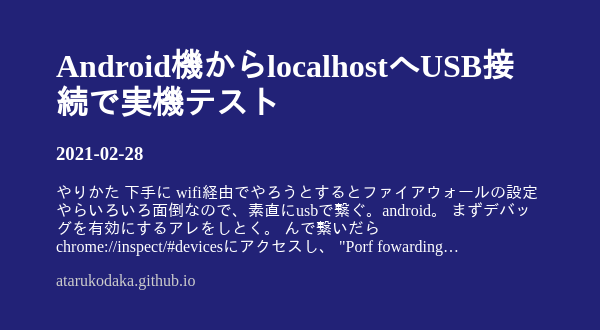 Android機からlocalhostへUSB接
続で実機テスト
2021-02-28
やりかた 下手に wifi経由でやろうとするとファイアウォールの設定
やらいろいろ面倒なので、素直にusbで繋ぐ。android。 まずデバッ
グを有効にするアレをしとく。 んで繋いだら
chrome://inspect/#devicesにアクセスし、 "Porf fowarding…
atarukodaka.github.io